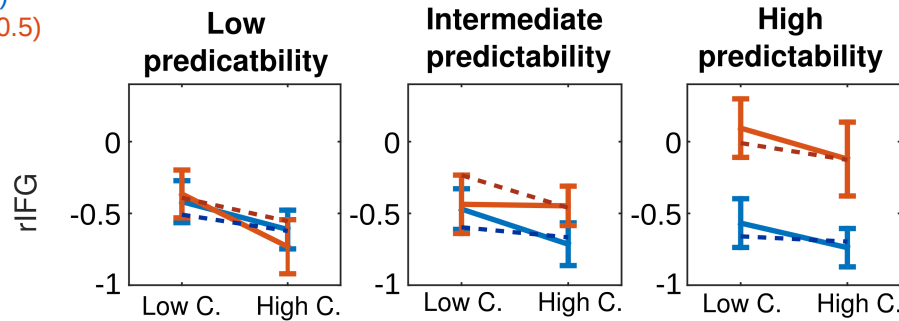 )
0.5)
Low
predicatbility
Intermediate
predictability
High
predictability
rIFG
0
-0.5
-1
Low C.
High C.
0
-0.5
-1
Low C.
High C.
0
-0.5
-1
Low C.
High C.